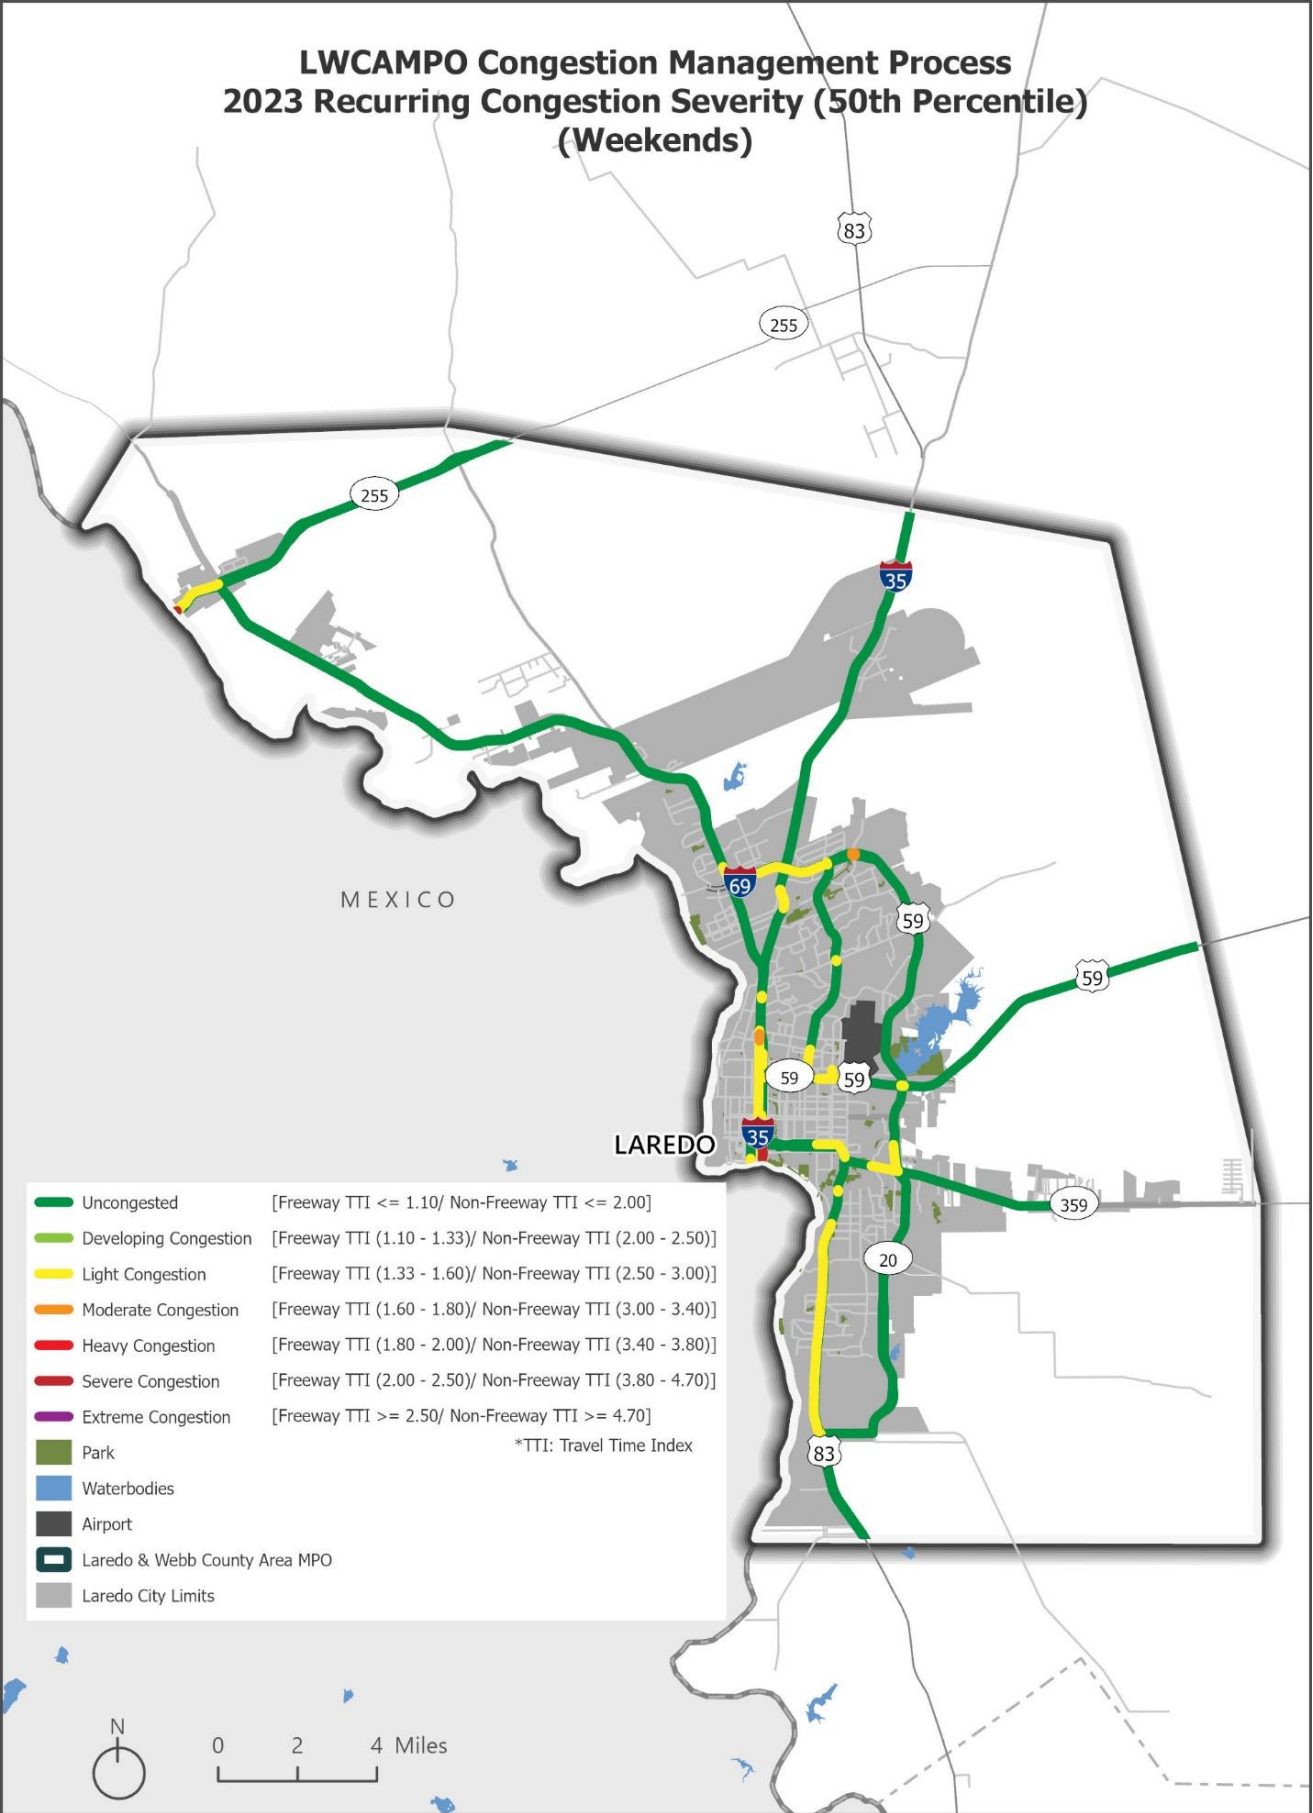 LWCAMPO Congestion Management Process
2023 Recurring Congestion Severity (50th Percentile)
(Weekends)
83
255
255
35
69
59
59
MEXICO
59
59
35
LAREDO
359
20
83
Uncongested [Freeway TTI <= 1.10/ Non-Freeway TTI <= 2.00]
Developing Congestion [Freeway TTI (1.10 - 1.33)/ Non-Freeway TTI (2.00 - 2.50)]
Light Congestion [Freeway TTI (1.33 - 1.60)/ Non-Freeway TTI (2.50 - 3.00)]
Moderate Congestion [Freeway TTI (1.60 - 1.80)/ Non-Freeway TTI (3.00 - 3.40)]
Heavy Congestion [Freeway TTI (1.80 - 2.00)/ Non-Freeway TTI (3.40 - 3.80)]
Severe Congestion [Freeway TTI (2.00 - 2.50)/ Non-Freeway TTI (3.80 - 4.70)]
Extreme Congestion [Freeway TTI >= 2.50/ Non-Freeway TTI >= 4.70]
*TTI: Travel Time Index
Park
Waterbodies
Airport
Laredo & Webb County Area MPO
Laredo City Limits
N
0 2 4 Miles